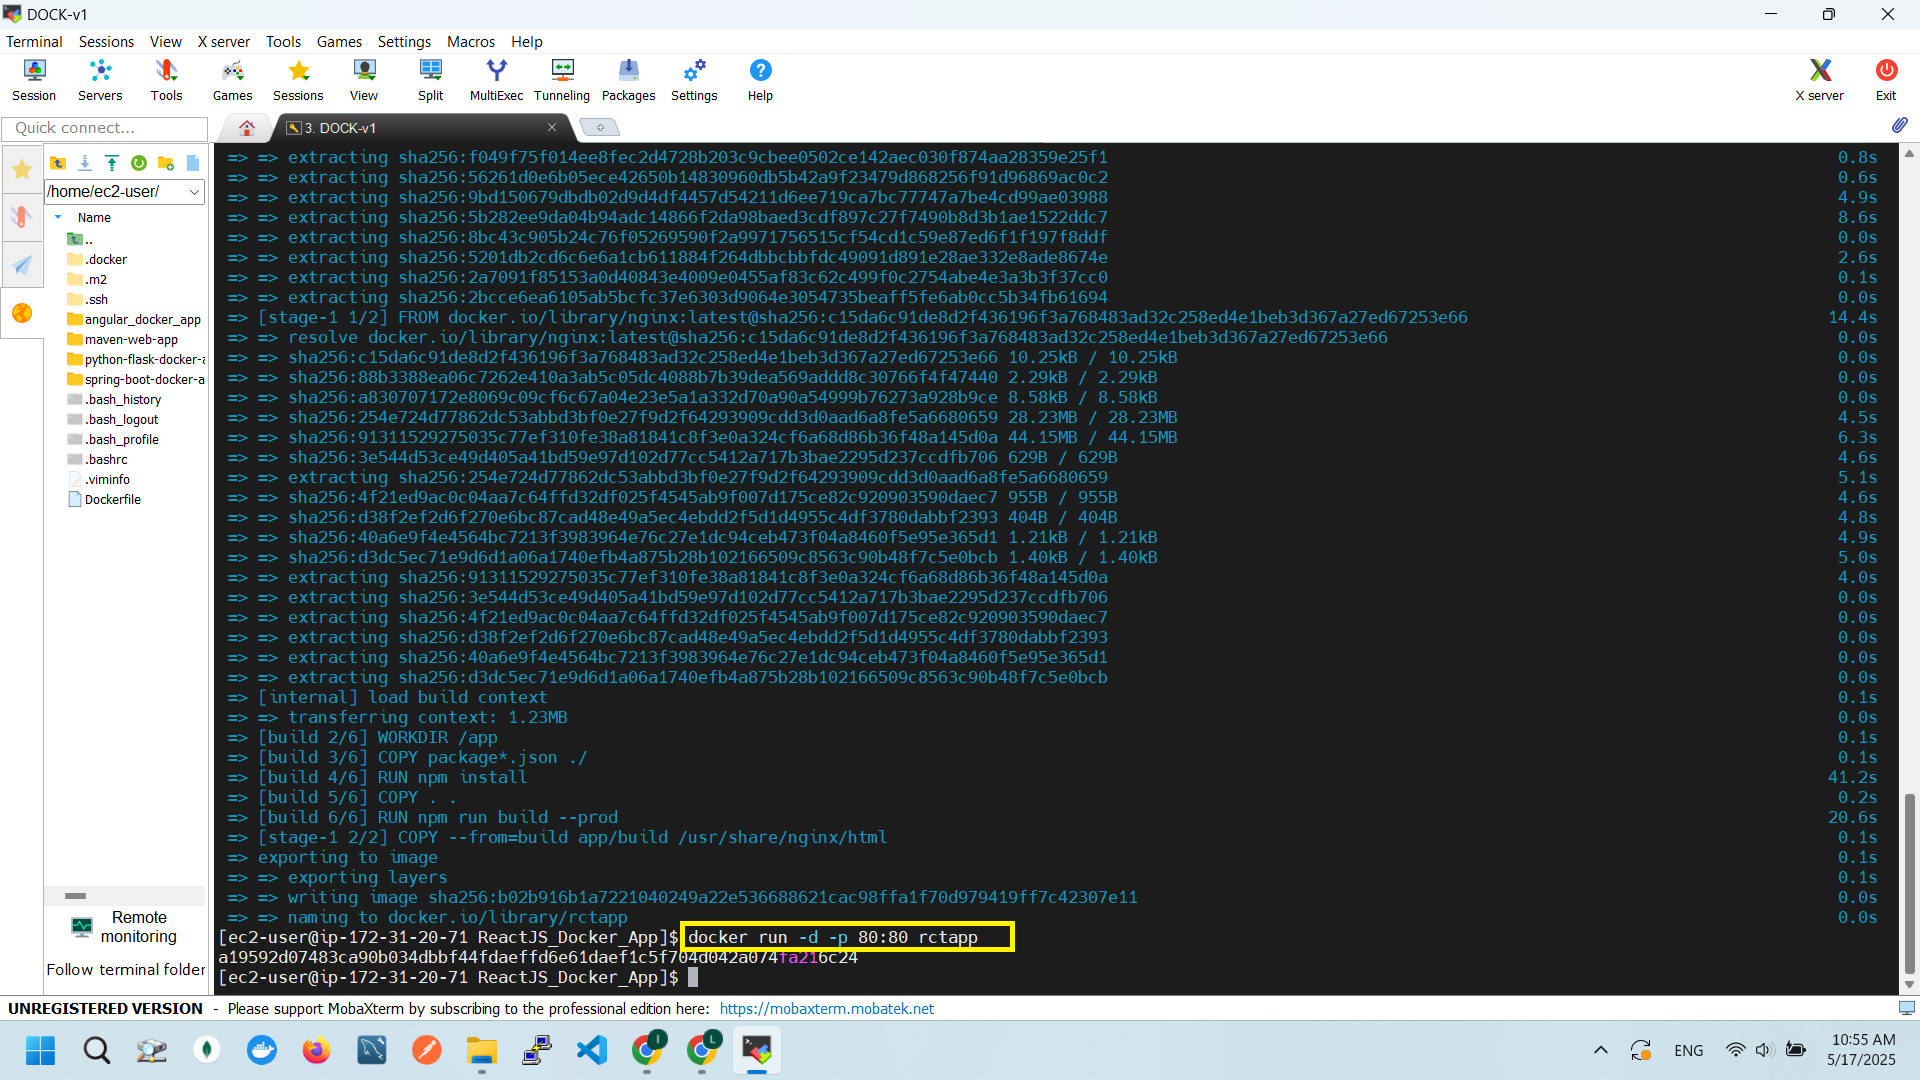 DOCK-v1
Terminal Sessions View X server Tools Games Settings Macros Help
Session Servers Tools Games Sessions View Split MultiExec Tunneling Packages Settings Help X server Exit
Quick connect...
3. DOCK-v1
/home/ec2-user/
Name
..
.docker
.m2
.ssh
angular_docker_app
maven-web-app
python-flask-docker-a
spring-boot-docker-a
.bash_history
.bash_logout
.bash_profile
.bashrc
.viminfo
Dockerfile
Remote
monitoring
Follow terminal folder
=> => extracting sha256:f049f75f014ee8fec2d4728b203c9cbee0502ce142aec030f874aa28359e25f1 0.8s
=> => extracting sha256:56261d0e6b05ece42650b14830960db5b42a9f23479d868256f91d96869ac0c2 0.6s
=> => extracting sha256:9bd150679dbdb02d9d4df4457d54211d6ee719ca7bc77747a7be4cd99ae03988 4.9s
=> => extracting sha256:5b282ee9da04b94adc14866f2da98baed3cdf897c27f7490b8d3b1ae1522ddc7 8.6s
=> => extracting sha256:8bc43c905b24c76f05269590f2a9971756515cf54cd1c59e87ed6f1f197f8ddf 0.0s
=> => extracting sha256:5201db2cd6c6e6a1cb611884f264dbbcbbfdc49091d891e28ae332e8ade8674e 2.6s
=> => extracting sha256:2a7091f85153a0d40843e4009e0455af83c62c499f0c2754abe4e3a3b3f37cc0 0.1s
=> => extracting sha256:2bcce6ea6105ab5bcfc37e6303d9064e3054735beaff5fe6ab0cc5b34fb61694 0.0s
=> [stage-1 1/2] FROM docker.io/library/nginx:latest@sha256:c15da6c91de8d2f436196f3a768483ad32c258ed4e1beb3d367a27ed67253e66 14.4s
=> => resolve docker.io/library/nginx:latest@sha256:c15da6c91de8d2f436196f3a768483ad32c258ed4e1beb3d367a27ed67253e66 0.0s
=> => sha256:c15da6c91de8d2f436196f3a768483ad32c258ed4e1beb3d367a27ed67253e66 10.25kB / 10.25kB 0.0s
=> => sha256:88b3388ea06c7262e410a3ab5c05dc4088b7b39dea569addd8c30766f4f47440 2.29kB / 2.29kB 0.0s
=> => sha256:a830707172e8069c09cf6c67a04e23e5a1a332d70a90a54999b76273a928b9ce 8.58kB / 8.58kB 0.0s
=> => sha256:254e724d77862dc53abbd3bf0e27f9d2f64293909cdd3d0aad6a8fe5a6680659 28.23MB / 28.23MB 4.5s
=> => sha256:91311529275035c77ef310fe38a81841c8f3e0a324cf6a68d86b36f48a145d0a 44.15MB / 44.15MB 6.3s
=> => sha256:3e544d53ce49d405a41bd59e97d102d77cc5412a717b3bae2295d237ccdfb706 629B / 629B 4.6s
=> => extracting sha256:254e724d77862dc53abbd3bf0e27f9d2f64293909cdd3d0aad6a8fe5a6680659 5.1s
=> => sha256:4f21ed9ac0c04aa7c64ffd32df025f4545ab9f007d175ce82c920903590daec7 955B / 955B 4.6s
=> => sha256:d38f2ef2d6f270e6bc87cad48e49a5ec4ebdd2f5d1d4955c4df3780dabbf2393 404B / 404B 4.8s
=> => sha256:40a6e9f4e4564bc7213f3983964e76c27e1dc94ceb473f04a8460f5e95e365d1 1.21kB / 1.21kB 4.9s
=> => sha256:d3dc5ec71e9d6d1a06a1740efb4a875b28b102166509c8563c90b48f7c5e0bcb 1.40kB / 1.40kB 5.0s
=> => extracting sha256:91311529275035c77ef310fe38a81841c8f3e0a324cf6a68d86b36f48a145d0a 4.0s
=> => extracting sha256:3e544d53ce49d405a41bd59e97d102d77cc5412a717b3bae2295d237ccdfb706 0.0s
=> => extracting sha256:4f21ed9ac0c04aa7c64ffd32df025f4545ab9f007d175ce82c920903590daec7 0.0s
=> => extracting sha256:d38f2ef2d6f270e6bc87cad48e49a5ec4ebdd2f5d1d4955c4df3780dabbf2393 0.0s
=> => extracting sha256:40a6e9f4e4564bc7213f3983964e76c27e1dc94ceb473f04a8460f5e95e365d1 0.0s
=> => extracting sha256:d3dc5ec71e9d6d1a06a1740efb4a875b28b102166509c8563c90b48f7c5e0bcb 0.0s
=> [internal] load build context 0.1s
=> => transferring context: 1.23MB 0.0s
=> [build 2/6] WORKDIR /app 0.1s
=> [build 3/6] COPY package*.json ./ 0.1s
=> [build 4/6] RUN npm install 41.2s
=> [build 5/6] COPY . . 0.2s
=> [build 6/6] RUN npm run build --prod 20.6s
=> [stage-1 2/2] COPY --from=build app/build /usr/share/nginx/html 0.1s
=> exporting to image 0.1s
=> => exporting layers 0.1s
=> => writing image sha256:b02b916b1a7221040249a22e536688621cac98ffa1f70d979419ff7c42307e11 0.0s
=> => naming to docker.io/library/rctapp 0.0s
[ec2-user@ip-172-31-20-71 ReactJS_Docker_App]$ docker run -d -p 80:80 rctapp
a19592d07483ca90b034dbbf44fdaeffd6e61daef1c5f704d042a074fa216c24
[ec2-user@ip-172-31-20-71 ReactJS_Docker_App]$
UNREGISTERED VERSION - Please support MobaXterm by subscribing to the professional edition here: https://mobaxterm.mobatek.net
I L ENG 10:55 AM
5/17/2025